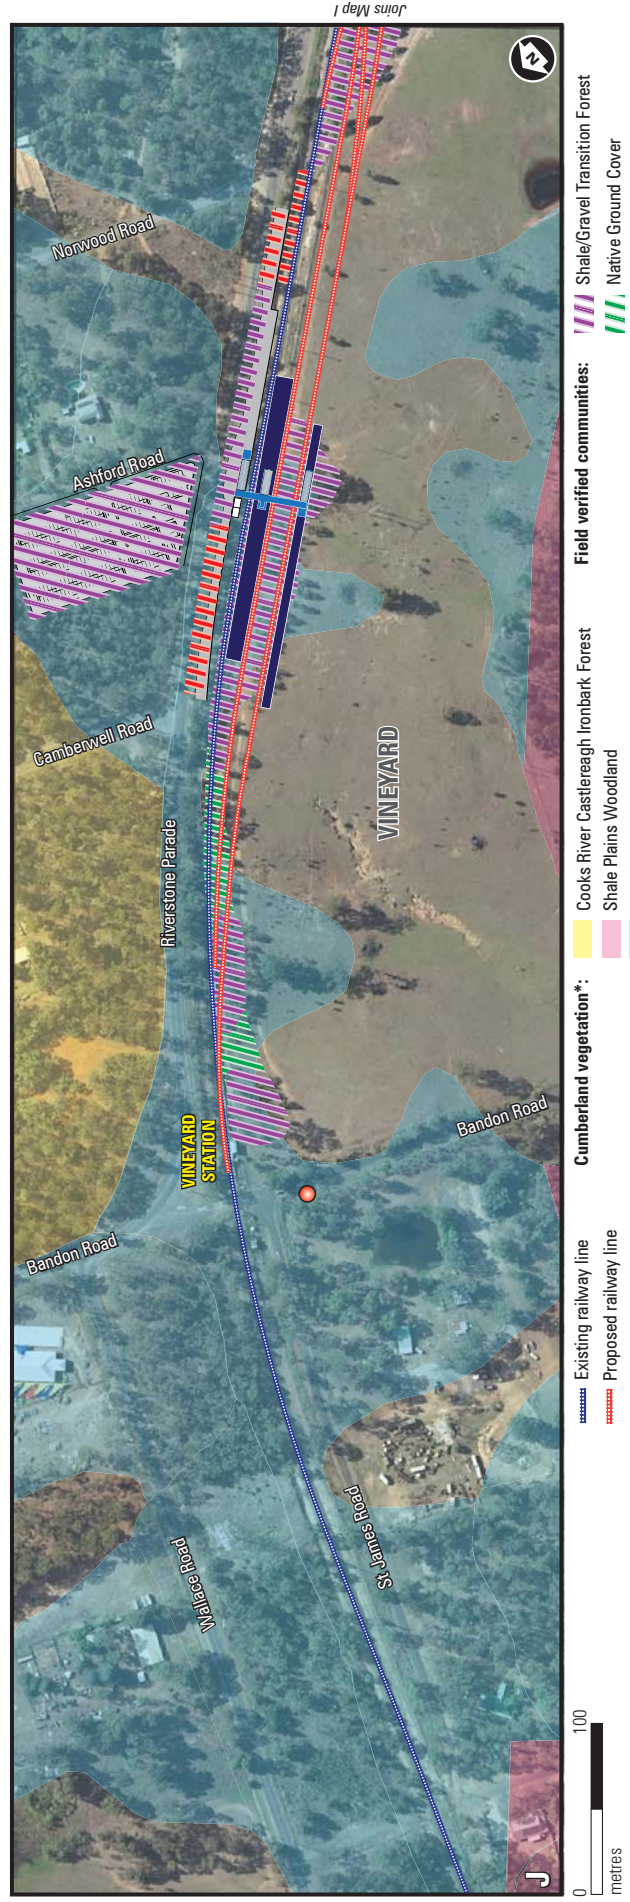 Joins Map I
N
Norwood Road
Ashford Road
Camberwell Road
Riverstone Parade
VINEYARD
VINEYARD
STATION
Bandon Road
Bandon Road
St James Road
Wallace Road
J
0 100
metres
Existing railway line
Proposed railway line
Cumberland vegetation*:
Cooks River Castlereagh Ironbark Forest
Shale Plains Woodland
Field verified communities:
Shale/Gravel Transition Forest
Native Ground Cover